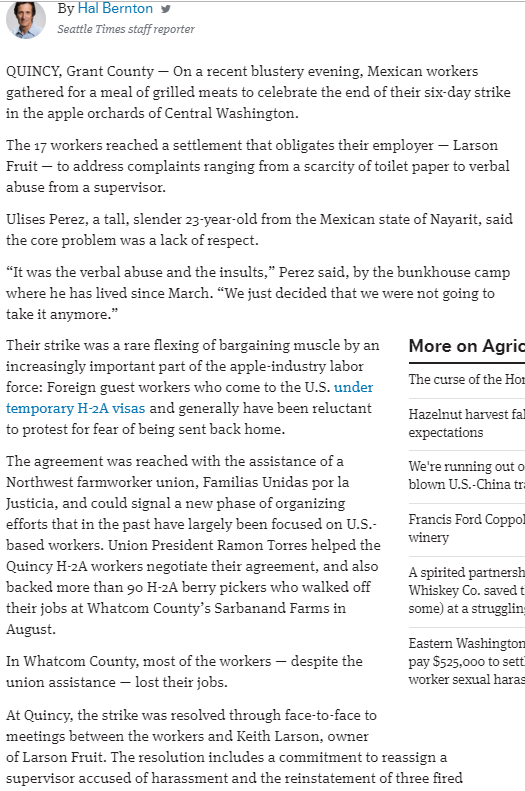 By Hal Bernton
Seattle Times staff reporter
QUINCY, Grant County — On a recent blustery evening, Mexican workers
gathered for a meal of grilled meats to celebrate the end of their six-day strike
in the apple orchards of Central Washington.
The 17 workers reached a settlement that obligates their employer — Larson
Fruit — to address complaints ranging from a scarcity of toilet paper to verbal
abuse from a supervisor.
Ulises Perez, a tall, slender 23-year-old from the Mexican state of Nayarit, said
the core problem was a lack of respect.
“It was the verbal abuse and the insults,” Perez said, by the bunkhouse camp
where he has lived since March. “We just decided that we were not going to
take it anymore.”
Their strike was a rare flexing of bargaining muscle by an
increasingly important part of the apple-industry labor
force: Foreign guest workers who come to the U.S. under
temporary H-2A visas and generally have been reluctant
to protest for fear of being sent back home.
The agreement was reached with the assistance of a
Northwest farmworker union, Familias Unidas por la
Justicia, and could signal a new phase of organizing
efforts that in the past have largely been focused on U.S.-
based workers. Union President Ramon Torres helped the
Quincy H-2A workers negotiate their agreement, and also
backed more than 90 H-2A berry pickers who walked off
their jobs at Whatcom County’s Sarbanand Farms in
August.
In Whatcom County, most of the workers — despite the
union assistance — lost their jobs.
At Quincy, the strike was resolved through face-to-face to
meetings between the workers and Keith Larson, owner
of Larson Fruit. The resolution includes a commitment to reassign a
supervisor accused of harassment and the reinstatement of three fired
More on Agric
The curse of the Hor
Hazelnut harvest fal
expectations
We're running out o
blown U.S.-China tra
Francis Ford Coppol
winery
A spirited partnersh
Whiskey Co. saved t
some) at a struggling
Eastern Washington
pay $525,000 to sett
worker sexual haras